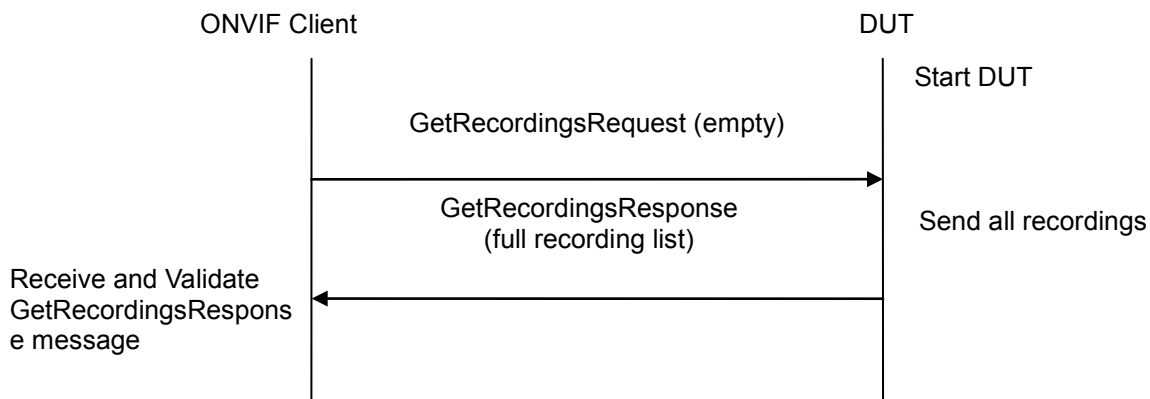 ONVIF Client
DUT
Start DUT
GetRecordingsRequest (empty)
GetRecordingsResponse
(full recording list)
Send all recordings
Receive and Validate
GetRecordingsRespons
e message